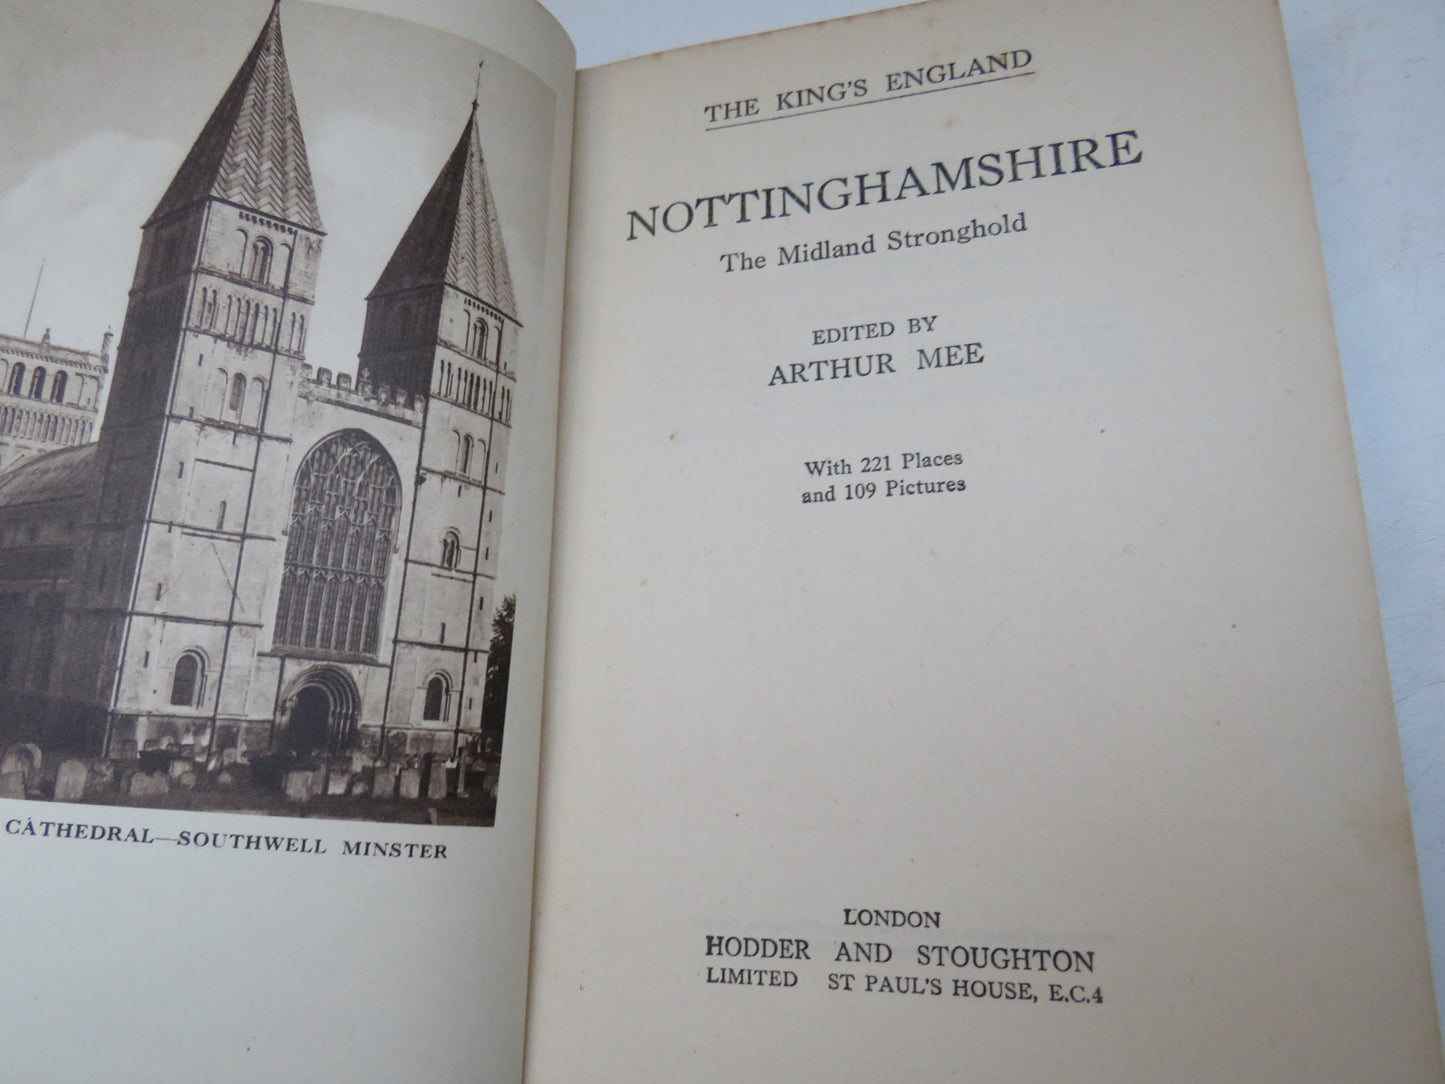 CATHEDRAL—SOUTHWELL MINSTER
THE KING'S ENGLAND
NOTTINGHAMSHIRE
The Midland Stronghold
EDITED BY
ARTHUR MEE
With 221 Places
and 109 Pictures
LONDON
HODDER AND STOUGHTON
LIMITED ST PAUL'S HOUSE, E.C.4